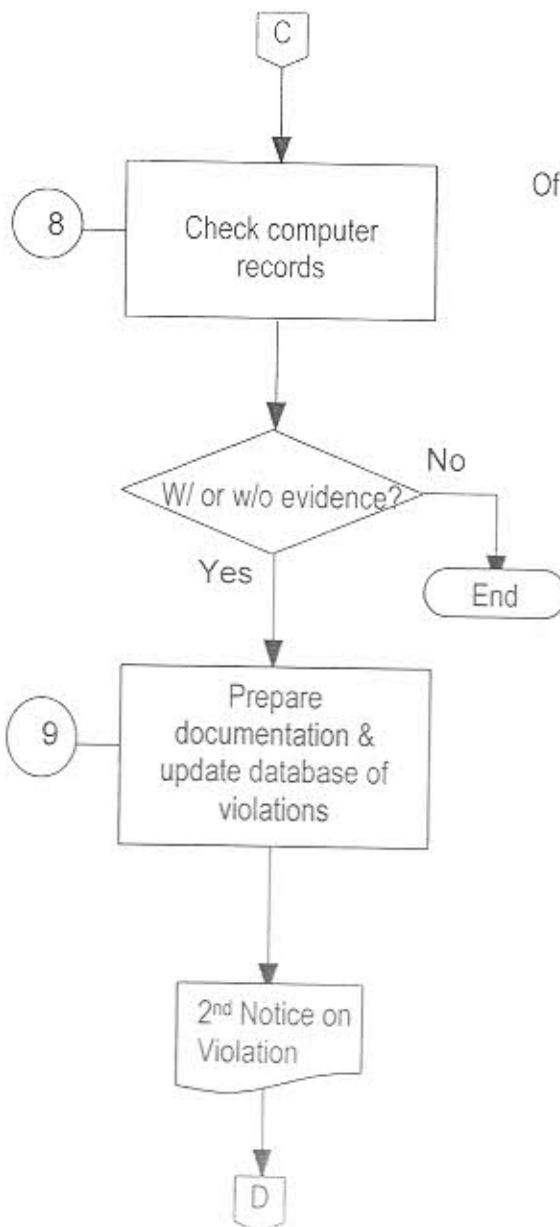 C
Of
8
Check computer
records
W/ or w/o evidence?
No
Yes
End
9
Prepare
documentation &
update database of
violations
2nd Notice on
Violation
D